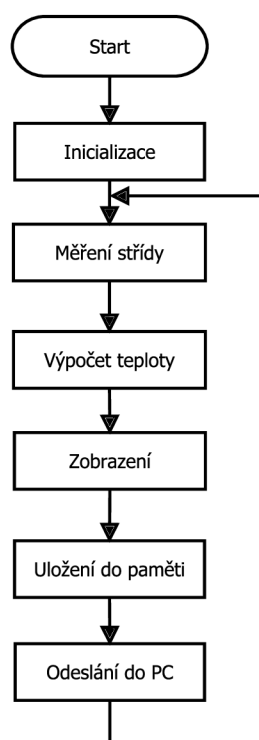 Start
Inicializace
Měření střídy
Výpočet teploty
Zobrazení
Uložení do paměti
Odeslání do PC